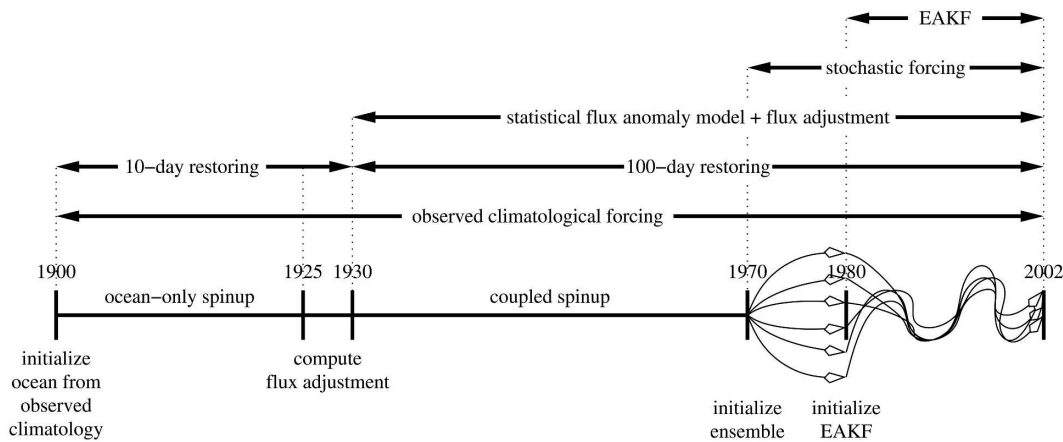 EAKF
stochastic forcing
statistical flux anomaly model + flux adjustment
10−day restoring
100−day restoring
observed climatological forcing
1900
1925
1930
1970
1980
2002
ocean−only spinup
coupled spinup
initialize
ocean from
observed
climatology
compute
flux adjustment
initialize
ensemble
initialize
EAKF